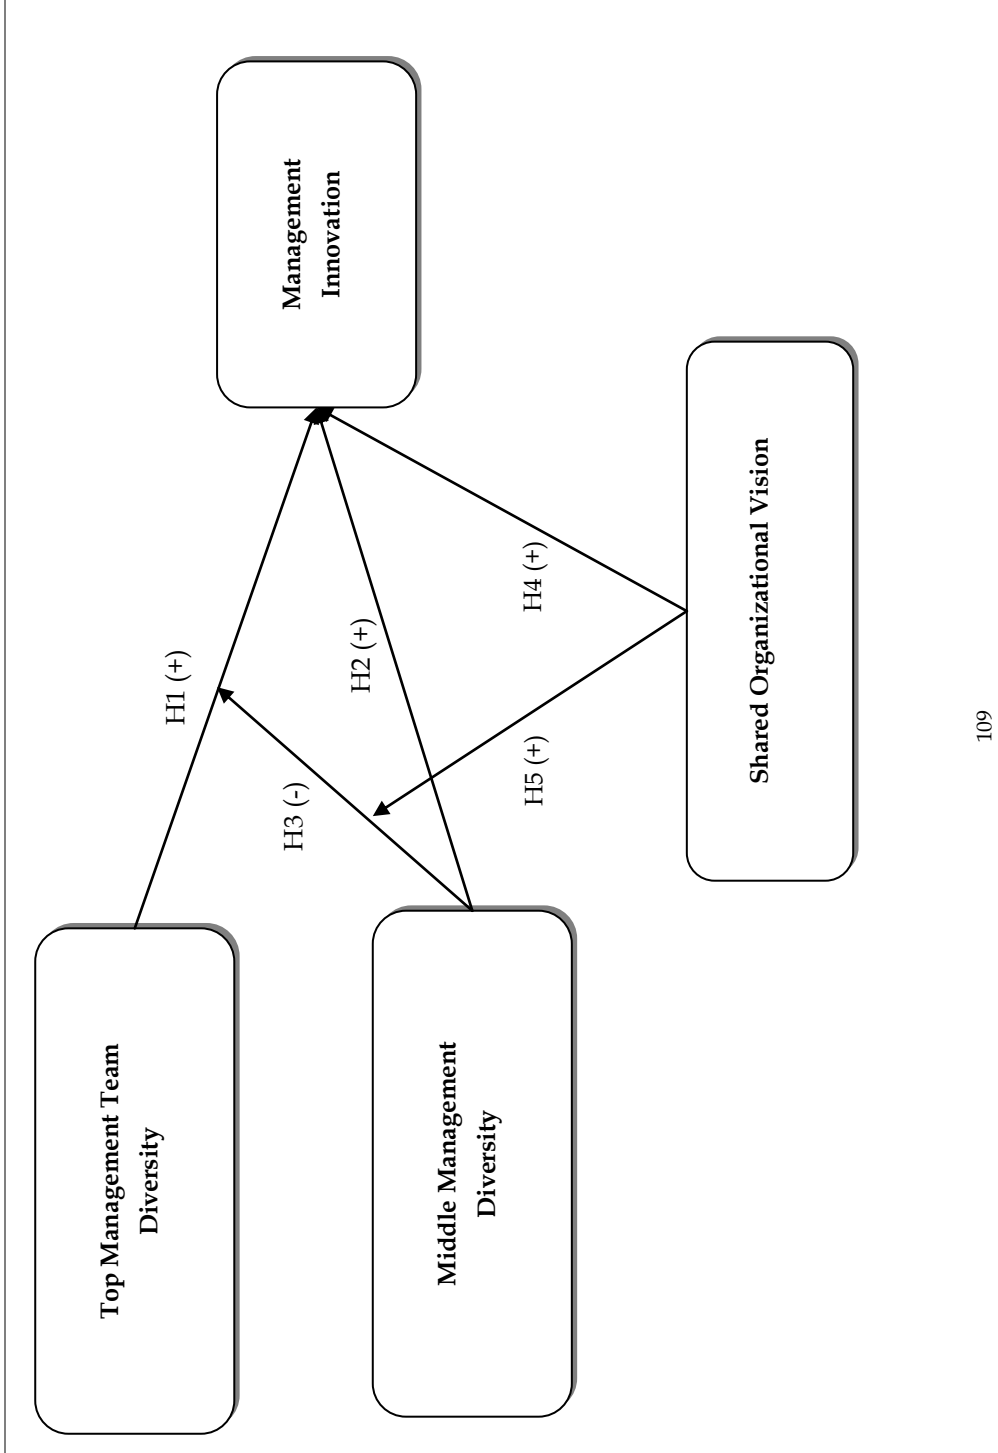 Top Management Team
Diversity
Middle Management
Diversity
H1 (+)
H3 (-)
H2 (+)
H5 (+)
H4 (+)
Management
Innovation
Shared Organizational Vision
109